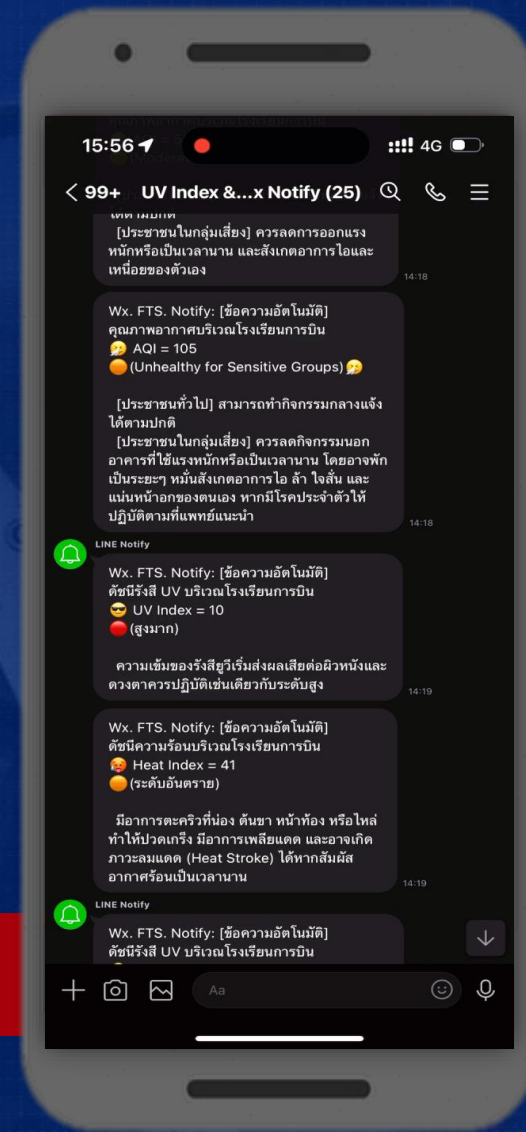 15:56
4G
99+ UV Index &...x Notify (25)
[ประชาชนในกลุ่มเสี่ยง] ควรลดการออกแรง
หนักหรือเป็นเวลานาน และสังเกตอาการไอและ
เหนื่อยของตัวเอง
14:18
Wx. FTS. Notify: [ข้อความอัตโนมัติ]
คุณภาพอากาศบริเวณโรงเรียนการบิน
🤧 AQI = 105
🟠(Unhealthy for Sensitive Groups)🤧
[ประชาชนทั่วไป] สามารถทำกิจกรรมกลางแจ้ง
ได้ตามปกติ
[ประชาชนในกลุ่มเสี่ยง] ควรลดกิจกรรมนอก
อาคารที่ใช้แรงหนักหรือเป็นเวลานาน โดยอาจพัก
เป็นระยะๆ หมั่นสังเกตอาการไอ ล้า ใจสั่น และ
แน่นหน้าอกของตนเอง หากมีโรคประจำตัวให้
ปฏิบัติตามที่แพทย์แนะนำ
14:18
LINE Notify
Wx. FTS. Notify: [ข้อความอัตโนมัติ]
ดัชนีรังสี UV บริเวณโรงเรียนการบิน
😎 UV Index = 10
🔴(สูงมาก)
ความเข้มของรังสียูวีเริ่มส่งผลเสียต่อผิวหนังและ
ดวงตาควรปฏิบัติเช่นเดียวกับระดับสูง
14:19
Wx. FTS. Notify: [ข้อความอัตโนมัติ]
ดัชนีความร้อนบริเวณโรงเรียนการบิน
🥵 Heat Index = 41
🟠(ระดับอันตราย)
มีอาการตะคริวที่น่อง ต้นขา หน้าท้อง หรือไหล่
ทำให้ปวดเกร็ง มีอาการเพลียแดด และอาจเกิด
ภาวะลมแดด (Heat Stroke) ได้หากสัมผัส
อากาศร้อนเป็นเวลานาน
14:19
LINE Notify
Wx. FTS. Notify: [ข้อความอัตโนมัติ]
ดัชนีรังสี UV บริเวณโรงเรียนการบิน
Aa